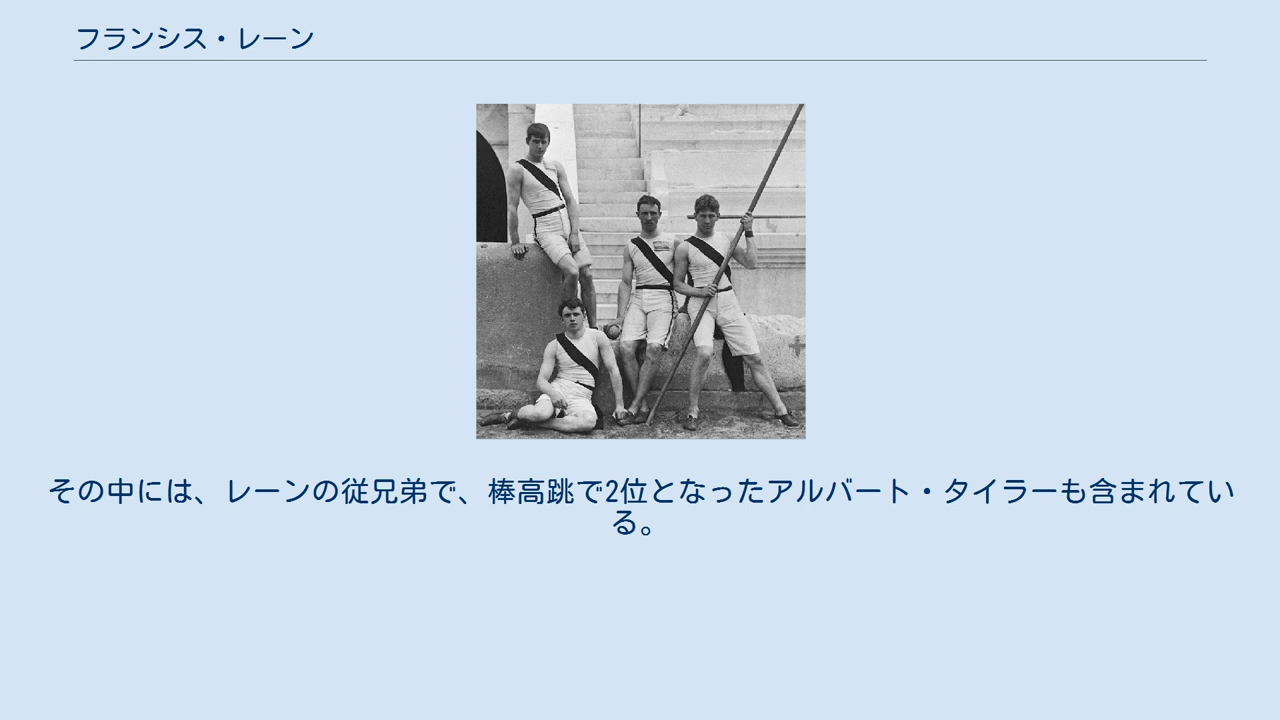 フランシス・レーン
その中には、レーンの従兄弟で、棒高跳で2位となったアルバート・タイラーも含まれてい
る。